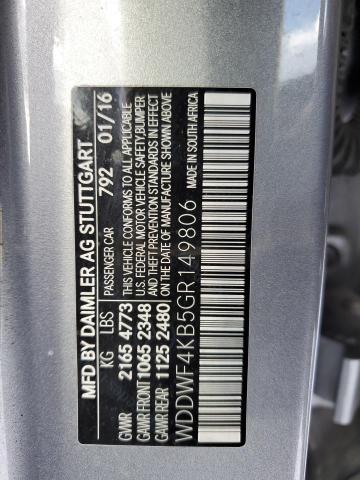 MFD BY DAIMLER AG STUTTGART
KG LBS PASSENGER CAR 792 01/16
GVWR 2165 4773 THIS VEHICLE CONFORMS TO ALL APPLICABLE
GAWR FRONT 1065 2348 U.S. FEDERAL MOTOR VEHICLE SAFETY, BUMPER
GAWR REAR 1125 2480 AND THEFT PREVENTION STANDARDS IN EFFECT
ON THE DATE OF MANUFACTURE SHOWN ABOVE
MADE IN SOUTH AFRICA
WDDWF4KB5GR149806